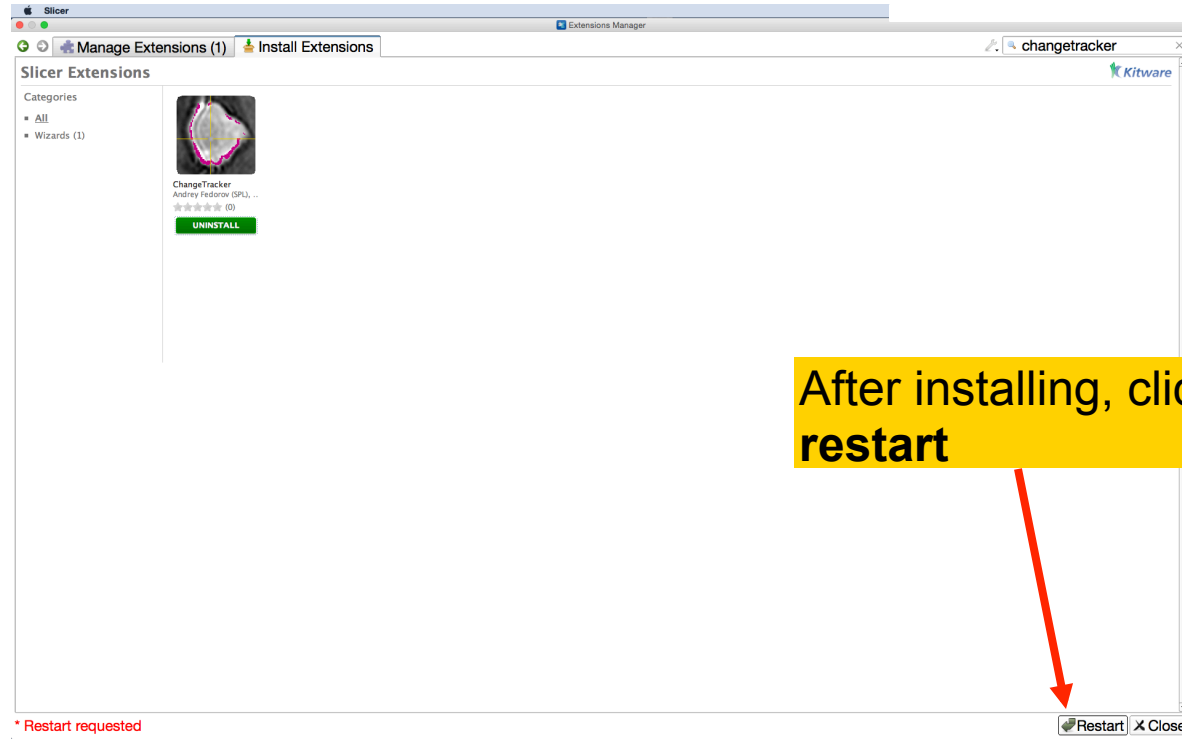 Slicer
Extensions Manager
Manage Extensions (1) Install Extensions changetracker
Slicer Extensions Kitware
Categories
All
Wizards (1)
ChangeTracker
Andrey Fedorov (SPL), ..
(0)
UNINSTALL
After installing, clic
restart
* Restart requested Restart Close